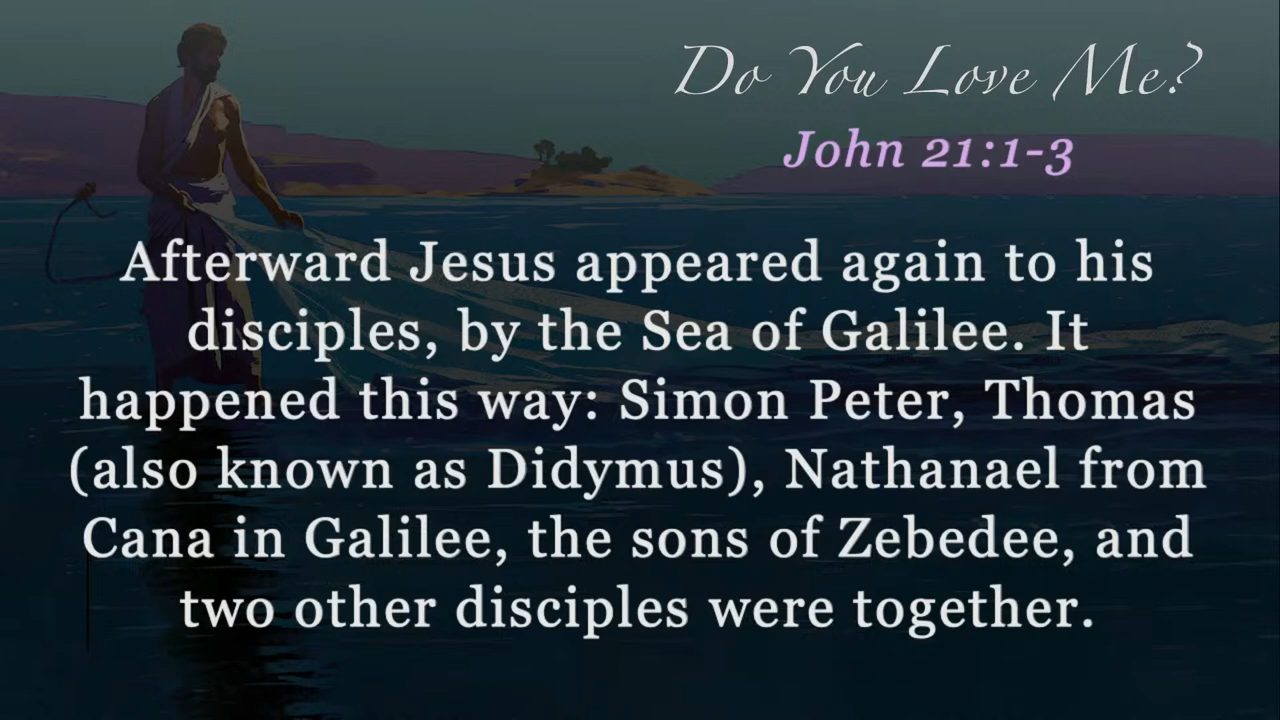 Do You Love Me?
John 21:1-3
Afterward Jesus appeared again to his
disciples, by the Sea of Galilee. It
happened this way: Simon Peter, Thomas
(also known as Didymus), Nathanael from
Cana in Galilee, the sons of Zebedee, and
two other disciples were together.